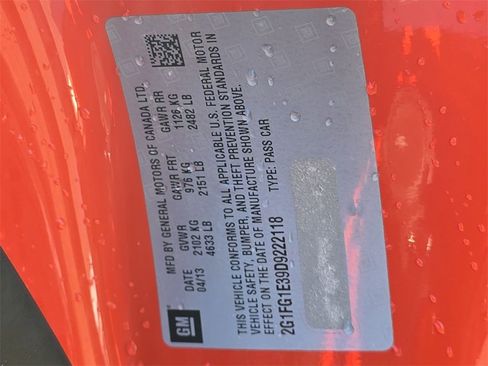 GM
MFD BY GENERAL MOTORS OF CANADA LTD.
DATE GVWR GAWR FRT GAWR RR
04/13 2102 KG 976 KG 1126 KG
4633 LB 2151 LB 2482 LB
THIS VEHICLE CONFORMS TO ALL APPLICABLE U.S. FEDERAL MOTOR
VEHICLE SAFETY, BUMPER, AND THEFT PREVENTION STANDARDS IN
EFFECT ON THE DATE OF MANUFACTURE SHOWN ABOVE.
2G1FG1E39D9222118 TYPE: PASS CAR